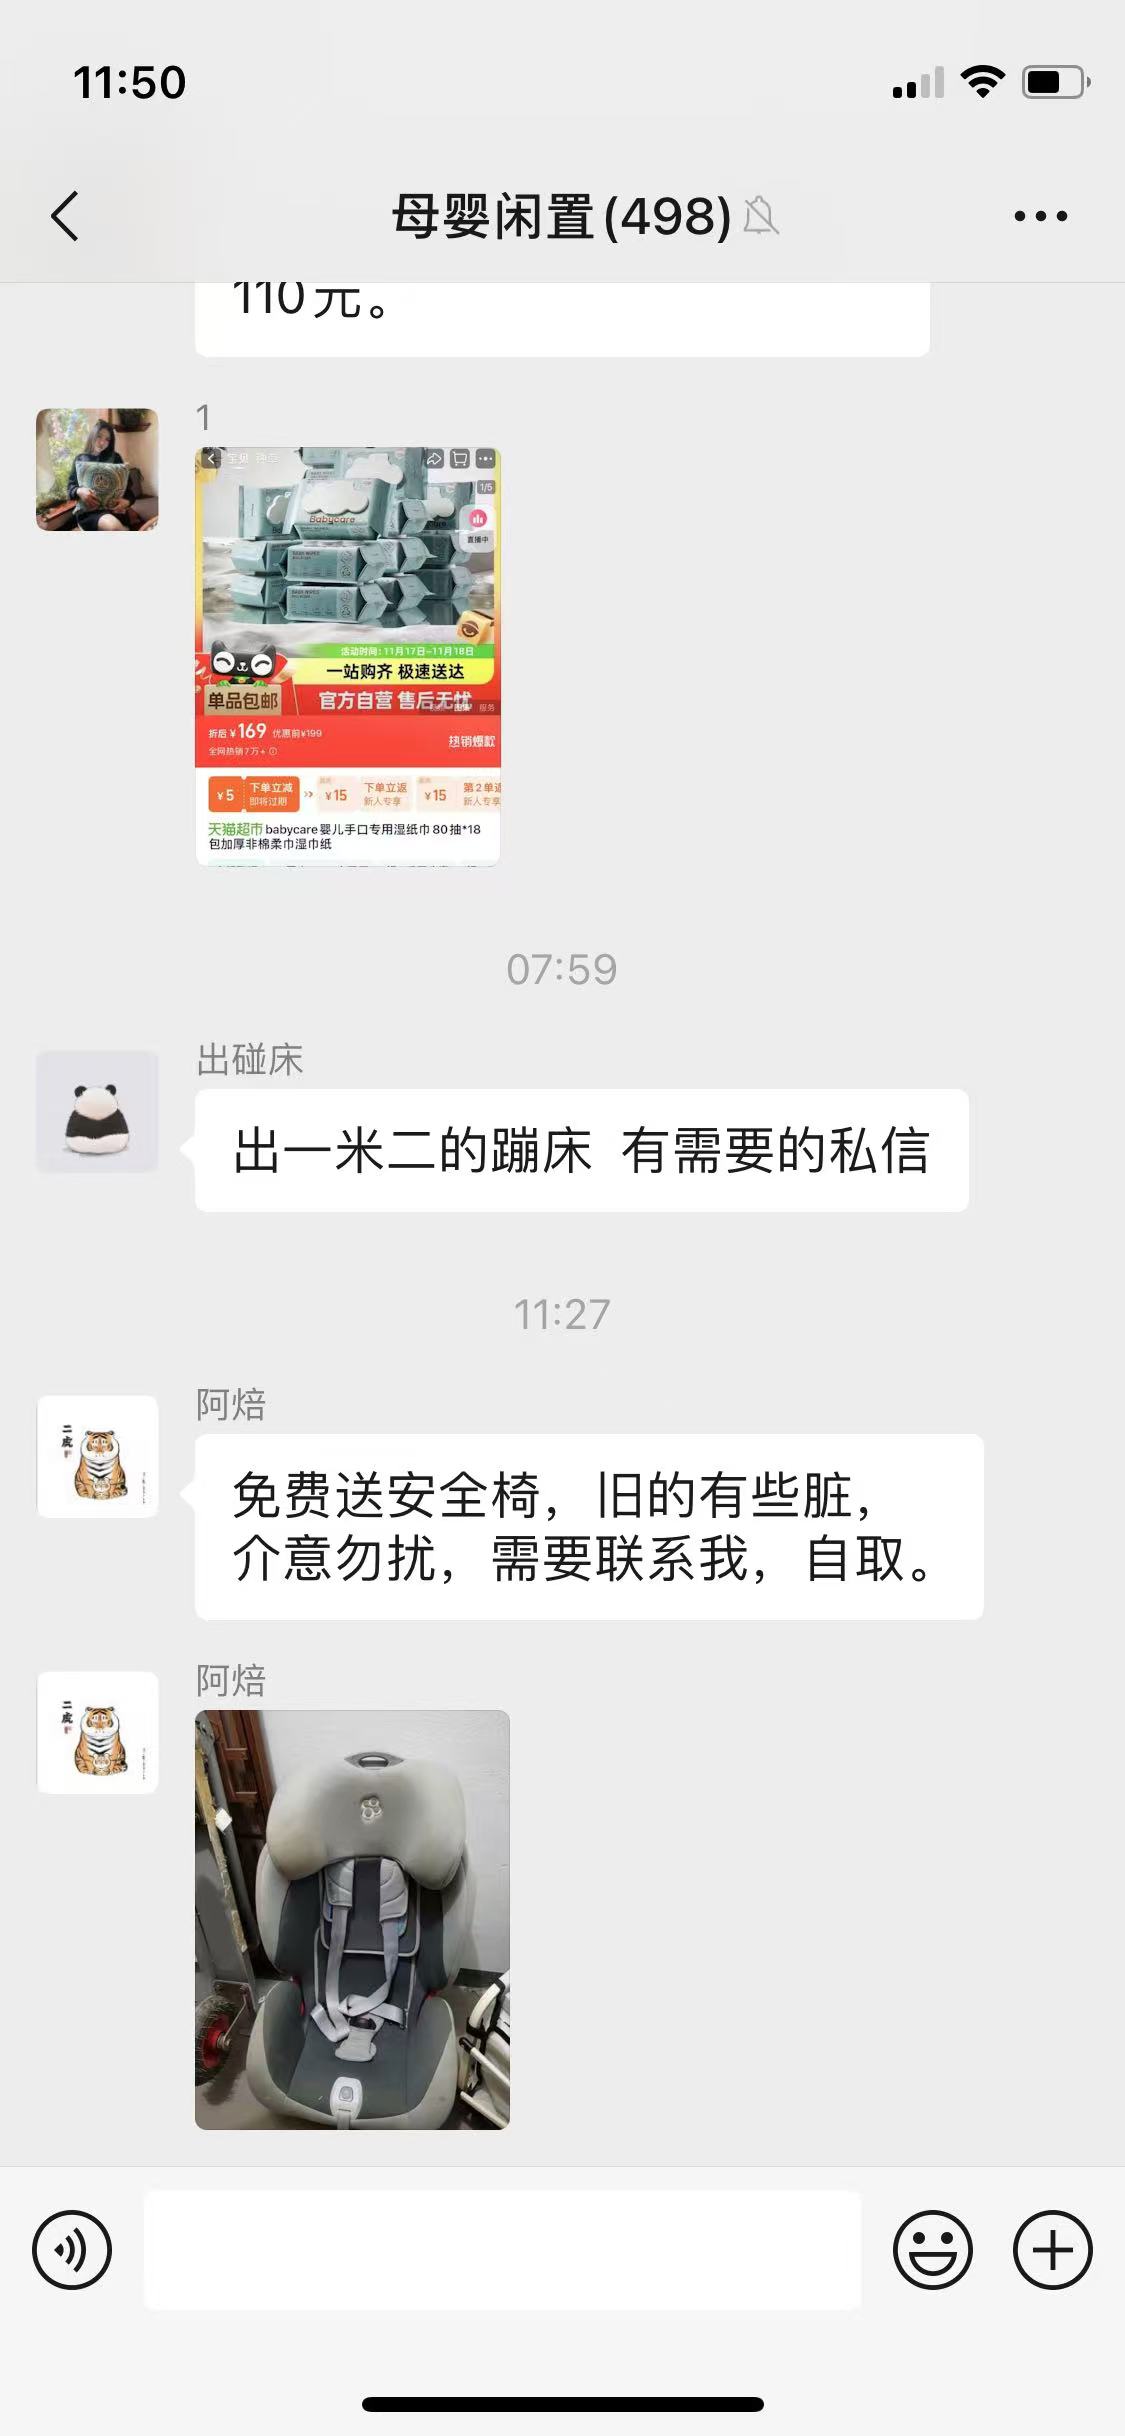 11:50
母婴闲置(498)
110元。
1
1/5
Babycare
直播中
活动时间:11月17日-11月18日
一站购齐 极速送达
单品包邮
官方自营 售后无忧
折后¥169 优惠前¥199
全网热销7万+
热销爆款
¥5 下单立减 即将过期
¥15 下单立返 新人专享
¥15 第2单返 新人专享
天猫超市 babycare婴儿手口专用湿纸巾80抽*18
包加厚非棉柔巾湿巾纸
07:59
出碰床
出一米二的蹦床 有需要的私信
11:27
二虎
阿焙
免费送安全椅，旧的有些脏，
介意勿扰，需要联系我，自取。
二虎
阿焙